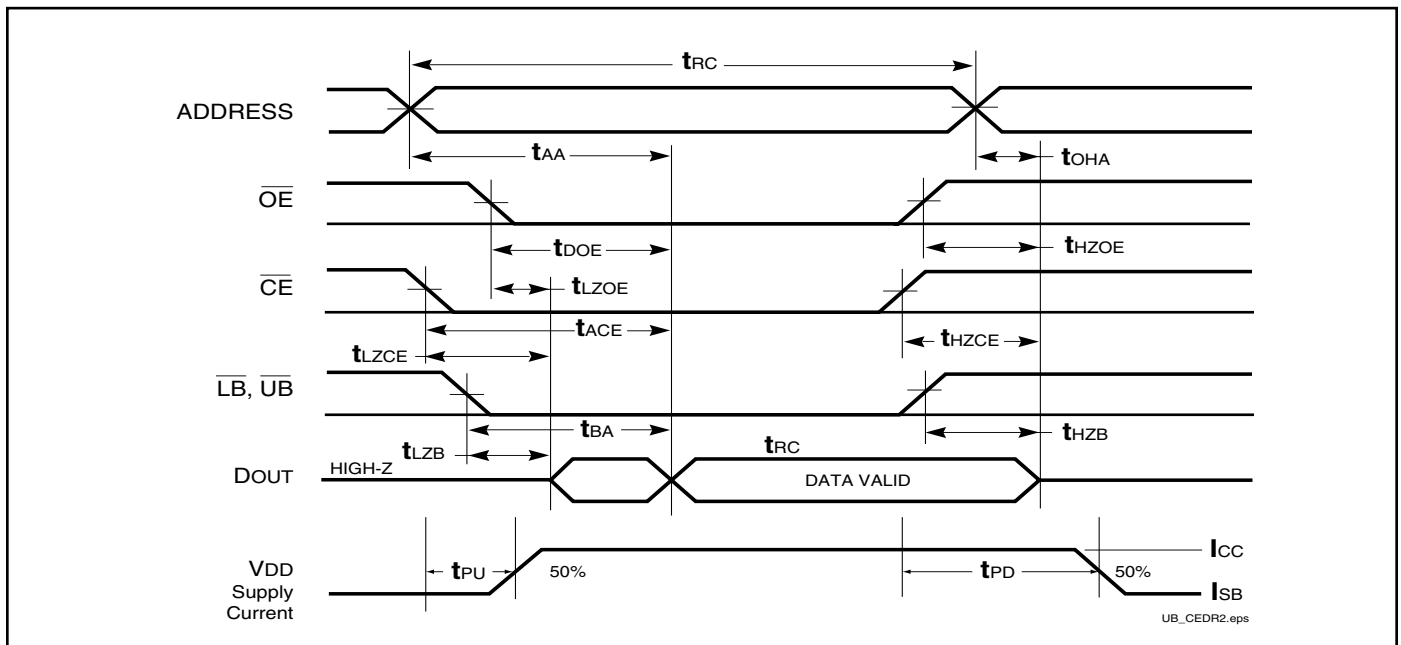 tRC
ADDRESS
tAA
tOHA
OE
tDOE
tHZOE
CE
tLZOE
tACE
tHZCE
tLZCE
LB, UB
tBA
tHZB
tLZB
tRC
DOUT
HIGH-Z
DATA VALID
ICC
VDD
Supply
Current
tPU
50%
tPD
50%
ISB
UB_CEDR2.eps